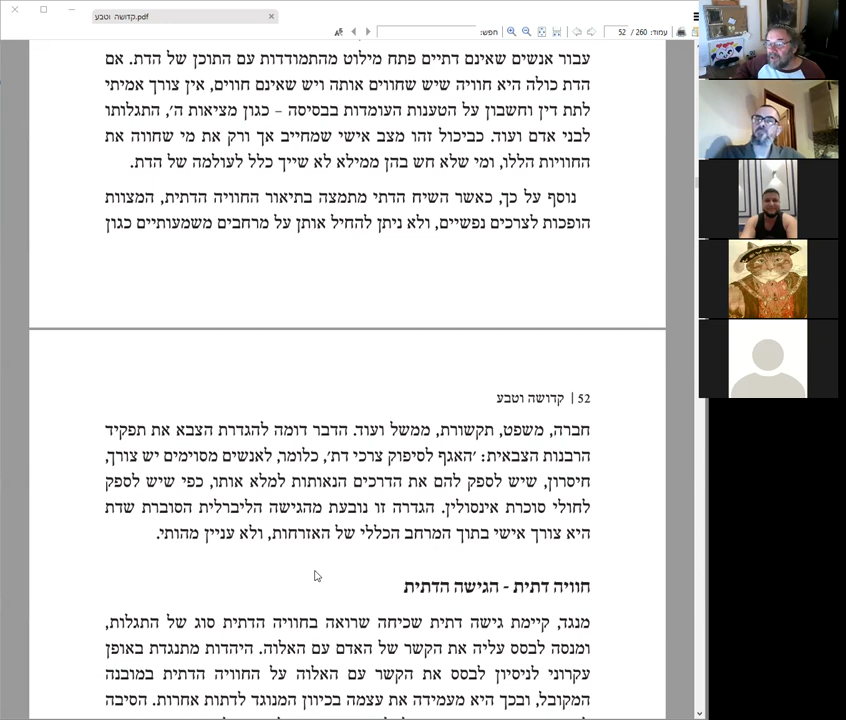 קדושה וטבע.pdf
עמוד: 52 / 260
חפש:
עבור אנשים שאינם דתיים פתח מילוט מהתמודדות עם התוכן של הדת. אם
הדת כולה היא חוויה שיש שחווים אותה ויש שאינם חווים, אין צורך אמיתי
לתת דין וחשבון על הטענות העומדות בבסיסה – כגון מציאות ה׳, התגלותו
לבני אדם ועוד. כביכול זהו מצב אישי שמחייב אך ורק את מי שחווה את
החוויות הללו, ומי שלא חש בהן ממילא לא שייך כלל לעולמה של הדת.
נוסף על כך, כאשר השיח הדתי מתמצה בתיאור החוויה הדתית, המצוות
הופכות לצרכים נפשיים, ולא ניתן להחיל אותן על מרחבים משמעותיים כגון
52 | קדושה וטבע
חברה, משפט, תקשורת, ממשל ועוד. הדבר דומה להגדרת הצבא את תפקיד
הרבנות הצבאית: ׳האגף לסיפוק צרכי דת׳, כלומר, לאנשים מסוימים יש צורך,
חיסרון, שיש לספק להם את הדרכים הנאותות למלא אותו, כפי שיש לספק
לחולי סוכרת אינסולין. הגדרה זו נובעת מהגישה הליברלית הסוברת שדת
היא צורך אישי בתוך המרחב הכללי של האזרחות, ולא עניין מהותי.
חוויה דתית - הגישה הדתית
מנגד, קיימת גישה דתית שכיחה שרואה בחוויה הדתית סוג של התגלות,
ומנסה לבסס עליה את הקשר של האדם עם האלוה. היהדות מתנגדת באופן
עקרוני לניסיון לבסס את הקשר עם האלוה על החוויה הדתית במובנה
המקובל, ובכך היא מעמידה את עצמה בכיוון המנוגד לדתות אחרות. הסיבה